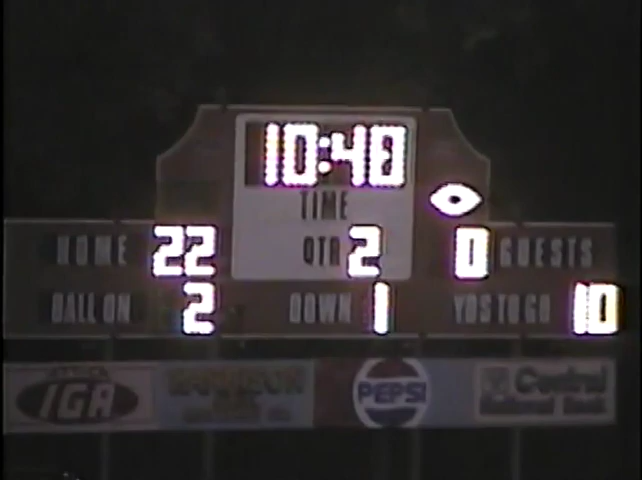 10:48
TIME
HOME 22 QTR 2 0 GUESTS
BALL ON 2 DOWN 1 YDS TO GO 10
IGA
PEPSI
Central
National Bank